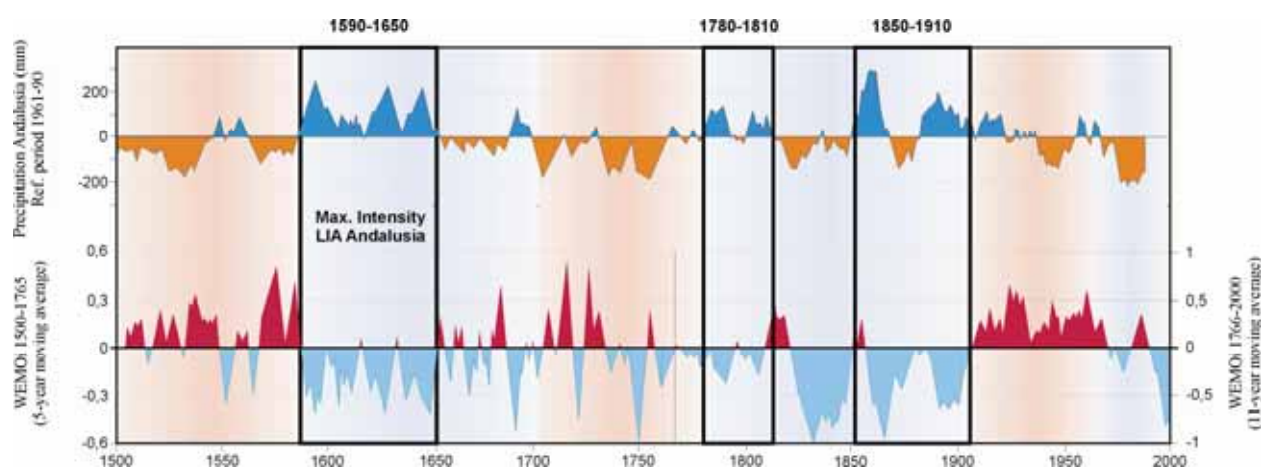 1590-1650
1780-1810
1850-1910
Precipitation Andalusia (mm)
Ref. period 1961-90
200
0
-200
Max. Intensity
LIA Andalusia
WEMOi 1500-1765
(5-year moving average)
0,6
0,3
0
-0,3
-0,6
1
0,5
0
-0,5
-1
WEMOi 1766-2000
(11-year moving average)
1500 1550 1600 1650 1700 1750 1800 1850 1900 1950 2000